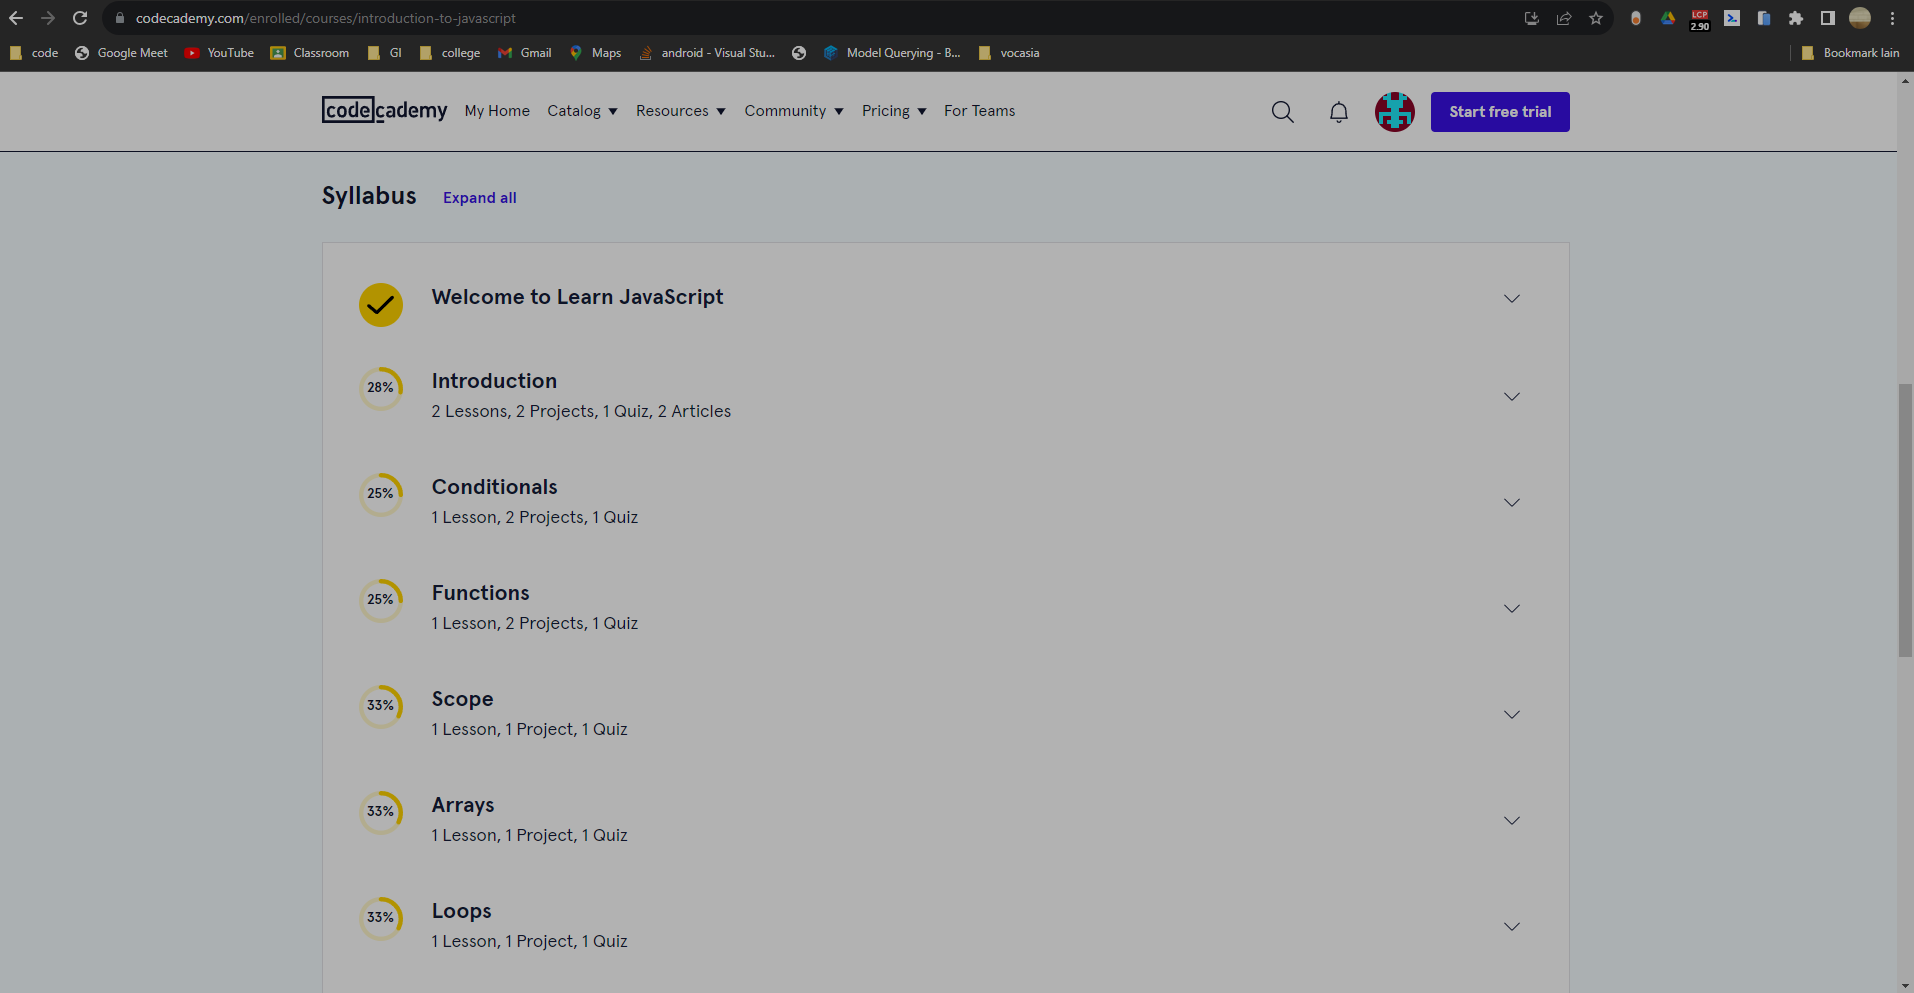 codecademy.com/enrolled/courses/introduction-to-javascript
LCP
2.90
code Google Meet YouTube Classroom GI college Gmail Maps android - Visual Stu... Model Querying - B... vocasia Bookmark lain
codecademy My Home Catalog Resources Community Pricing For Teams Start free trial
Syllabus Expand all
Welcome to Learn JavaScript
28% Introduction
2 Lessons, 2 Projects, 1 Quiz, 2 Articles
25% Conditionals
1 Lesson, 2 Projects, 1 Quiz
25% Functions
1 Lesson, 2 Projects, 1 Quiz
33% Scope
1 Lesson, 1 Project, 1 Quiz
33% Arrays
1 Lesson, 1 Project, 1 Quiz
33% Loops
1 Lesson, 1 Project, 1 Quiz